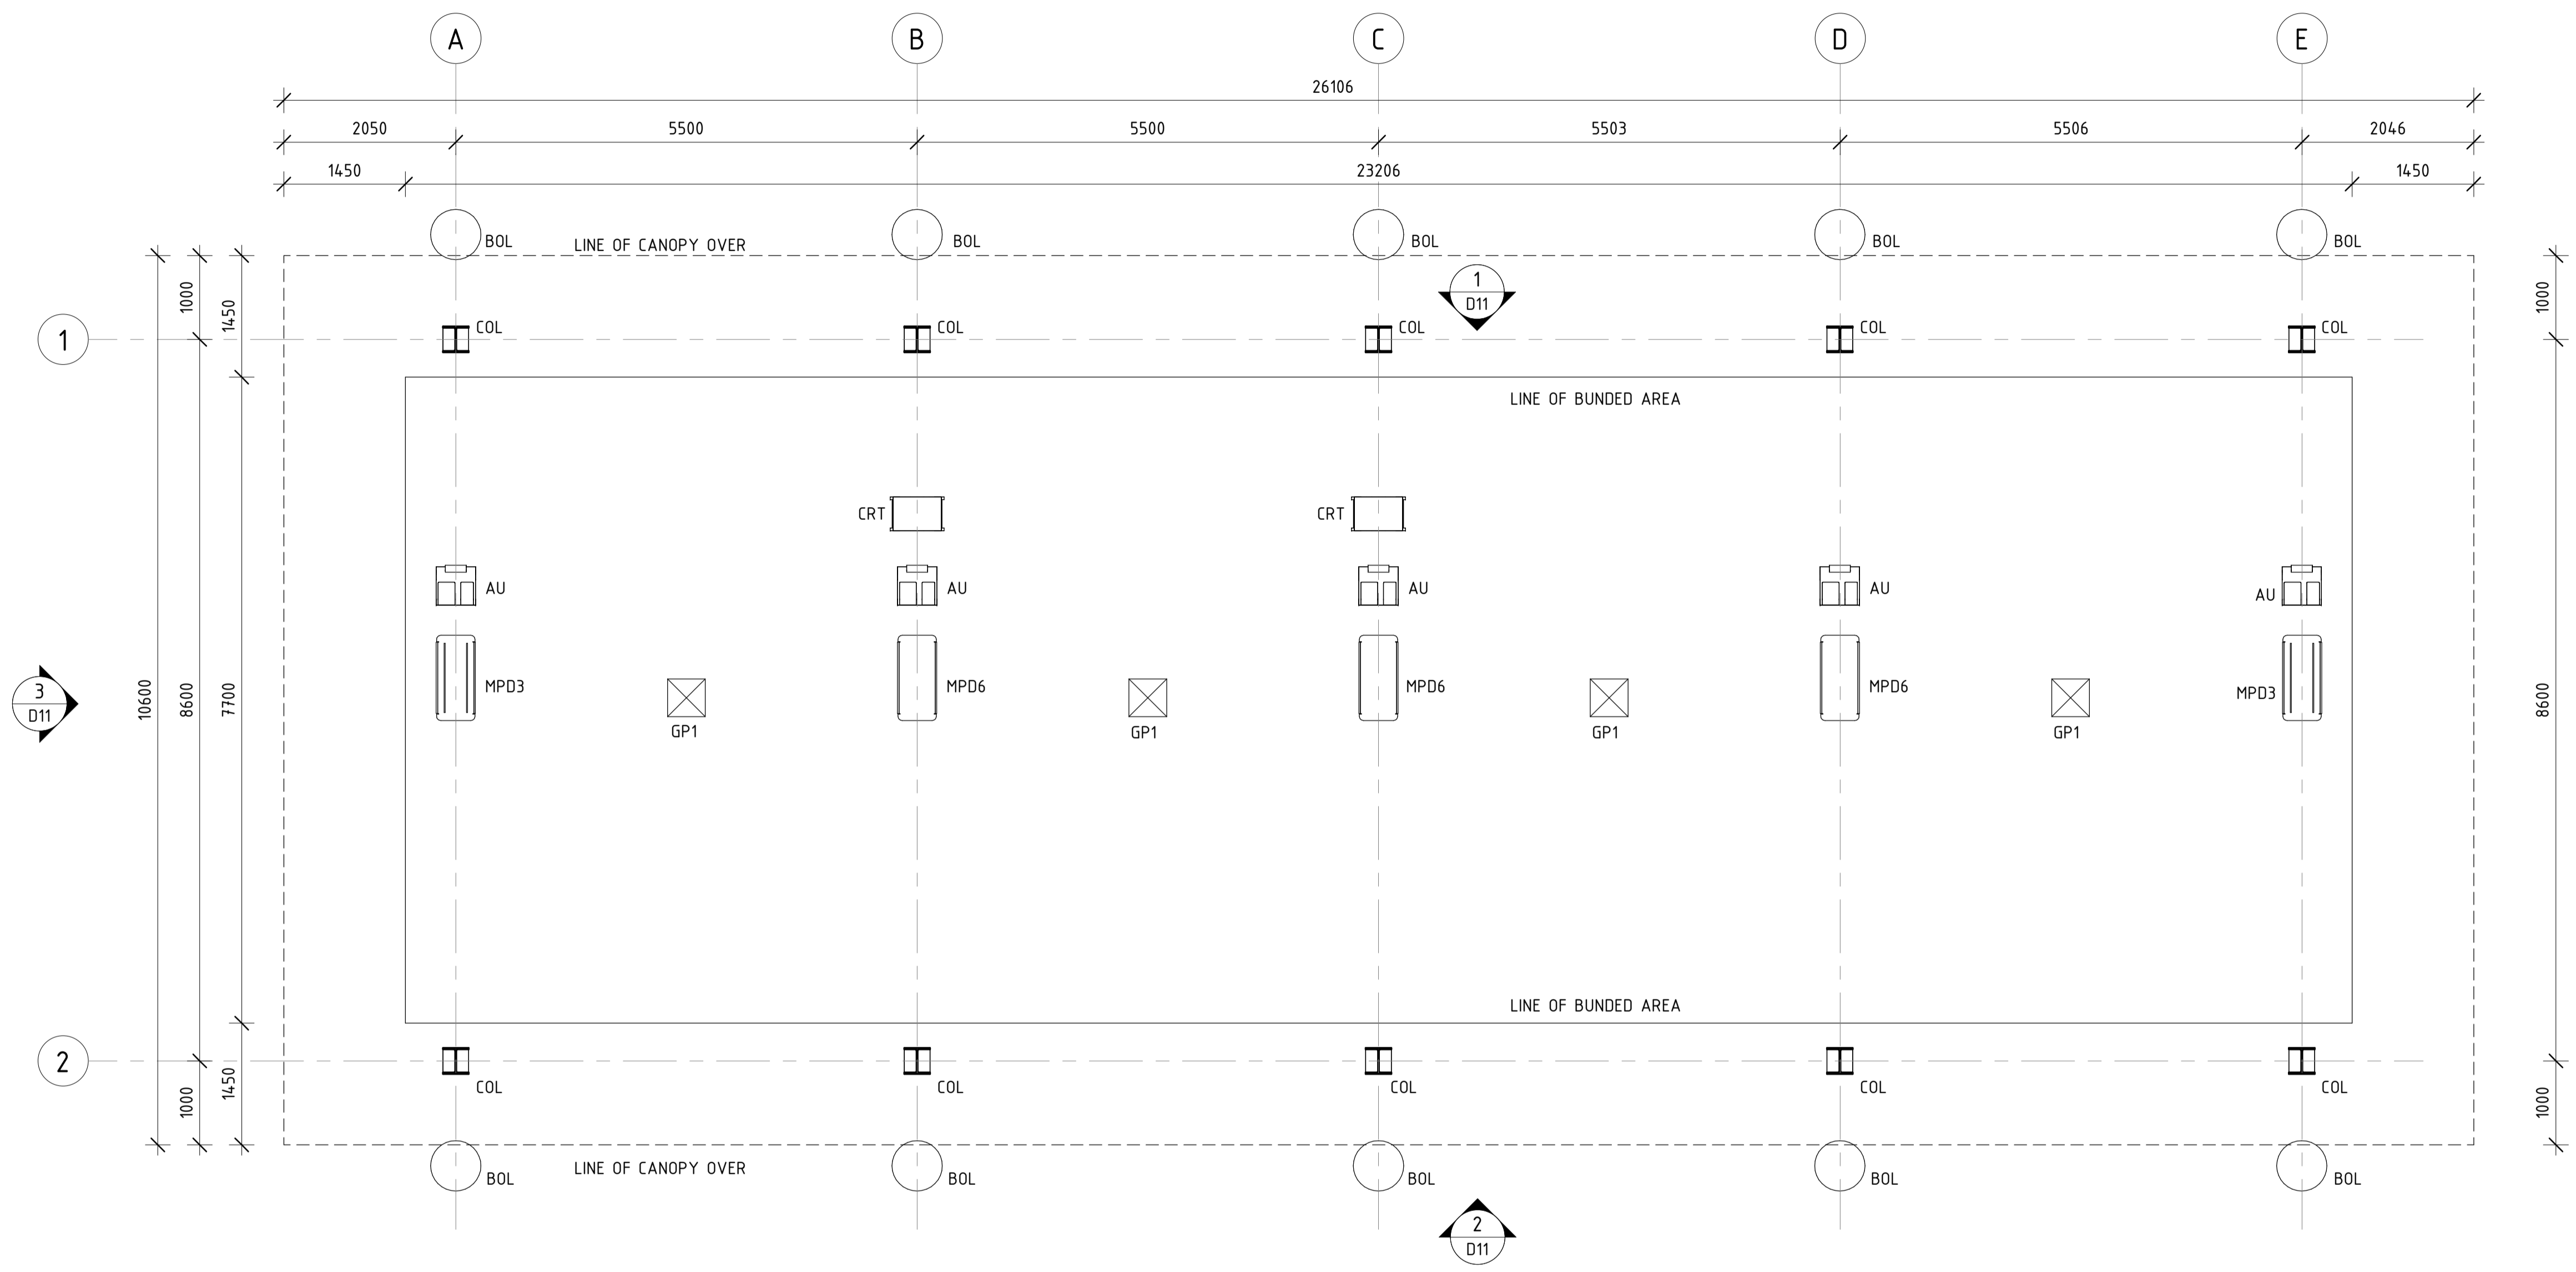 A B C D E
26106
2050 5500 5500 5503 5506 2046
1450 23206 1450
BOL BOL BOL BOL BOL
LINE OF CANOPY OVER
1000 1450 1000
1
D11
1
COL COL COL COL COL
LINE OF BUNDED AREA
CRT CRT
AU AU AU AU AU
MPD3 MPD6 MPD6 MPD6 MPD3
3
D11
10600 8600 7700 8600
GP1 GP1 GP1 GP1
LINE OF BUNDED AREA
2
COL COL COL COL COL
1000 1450 1000
LINE OF CANOPY OVER
BOL BOL BOL BOL BOL
2
D11